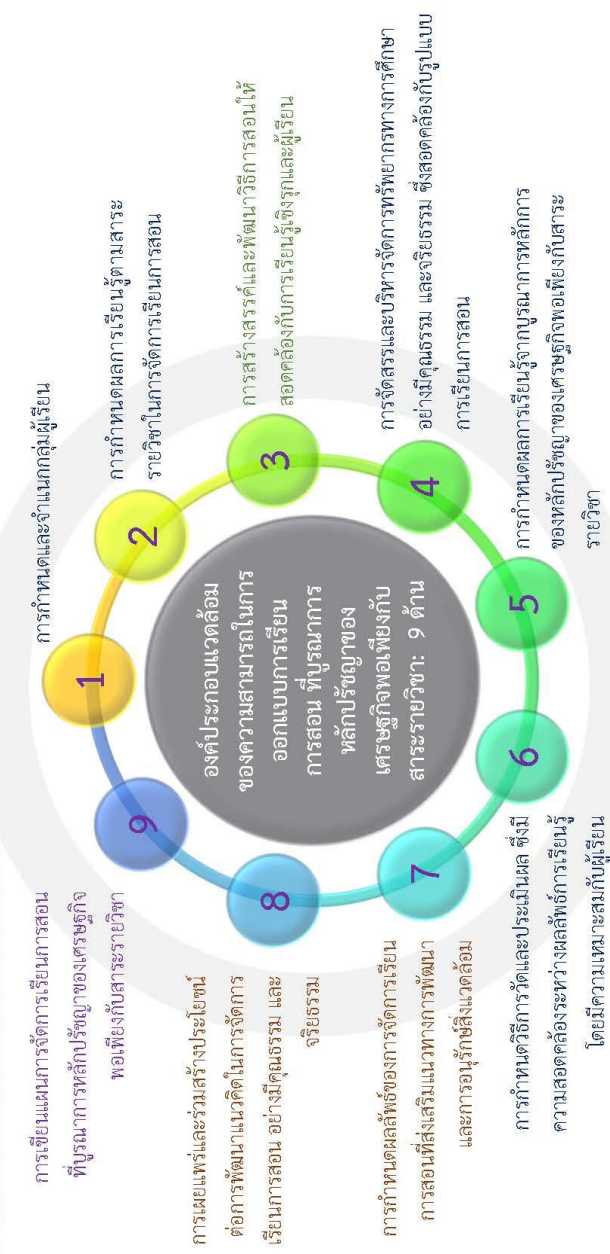 องค์ประกอบแวดล้อม
ของความสามารถในการ
ออกแบบการเรียน
การสอน ที่บูรณาการ
หลักปรัชญาของ
เศรษฐกิจพอเพียงกับ
สาระรายวิชา: 9 ด้าน
1
การกำหนดและจำแนกกลุ่มผู้เรียน
2
การกำหนดผลการเรียนรู้ตามสาระ
รายวิชาในการจัดการเรียนการสอน
3
การสร้างสรรค์และพัฒนาวิธีการสอนให้
สอดคล้องกับการเรียนรู้เชิงรุกและผู้เรียน
4
การจัดสรรและบริหารจัดการทรัพยากรทางการศึกษา
อย่างมีคุณธรรม และจริยธรรม ซึ่งสอดคล้องกับรูปแบบ
การเรียนการสอน
5
การกำหนดผลการเรียนรู้จากบูรณาการหลักการ
ของหลักปรัชญาของเศรษฐกิจพอเพียงกับสาระ
รายวิชา
6
การกำหนดวิธีการวัดและประเมินผล ซึ่งมี
ความสอดคล้องระหว่างผลลัพธ์การเรียนรู้
โดยมีความเหมาะสมกับผู้เรียน
7
การกำหนดผลลัพธ์ของการจัดการเรียน
การสอนที่ส่งเสริมแนวทางการพัฒนา
และการอนุรักษ์สิ่งแวดล้อม
8
การเผยแพร่และร่วมสร้างประโยชน์
ต่อการพัฒนาแนวคิดในการจัดการ
เรียนการสอน อย่างมีคุณธรรม และ
จริยธรรม
9
การเขียนแผนการจัดการเรียนการสอน
ที่บูรณาการหลักปรัชญาของเศรษฐกิจ
พอเพียงกับสาระรายวิชา